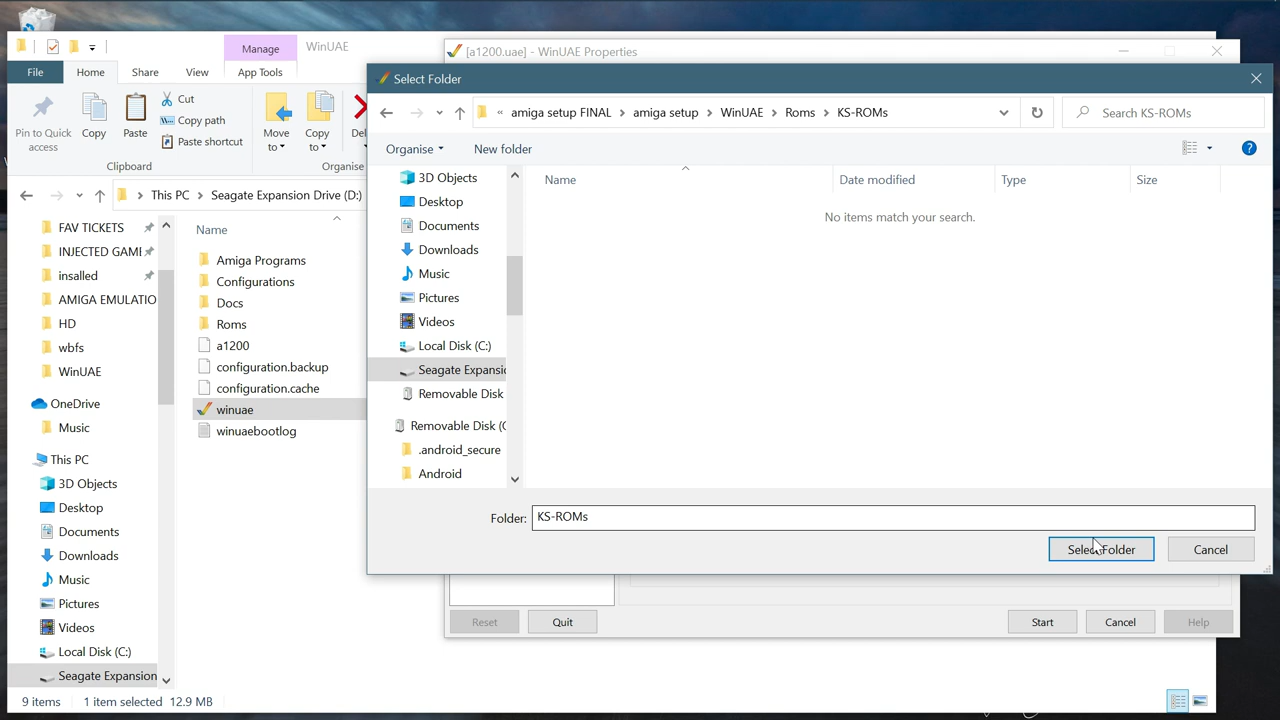 Manage
WinUAE
File
Home
Share
View
App Tools
Pin to Quick access
Copy
Paste
Cut
Copy path
Paste shortcut
Move to
Copy to
Clipboard
Organise
This PC
Seagate Expansion Drive (D:)
FAV TICKETS
INJECTED GAMI
insalled
AMIGA EMULATIO
HD
wbfs
WinUAE
OneDrive
Music
This PC
3D Objects
Desktop
Documents
Downloads
Music
Pictures
Videos
Local Disk (C:)
Seagate Expansion
Name
Amiga Programs
Configurations
Docs
Roms
a1200
configuration.backup
configuration.cache
winuae
winuaebootlog
9 items 1 item selected 12.9 MB
[a1200.uae] - WinUAE Properties
Select Folder
« amiga setup FINAL > amiga setup > WinUAE > Roms > KS-ROMs
Search KS-ROMs
Organise
New folder
3D Objects
Desktop
Documents
Downloads
Music
Pictures
Videos
Local Disk (C:)
Seagate Expansi
Removable Disk
Removable Disk (
.android_secure
Android
Name
Date modified
Type
Size
No items match your search.
Folder: KS-ROMs
Select Folder
Cancel
Reset
Quit
Start
Cancel
Help